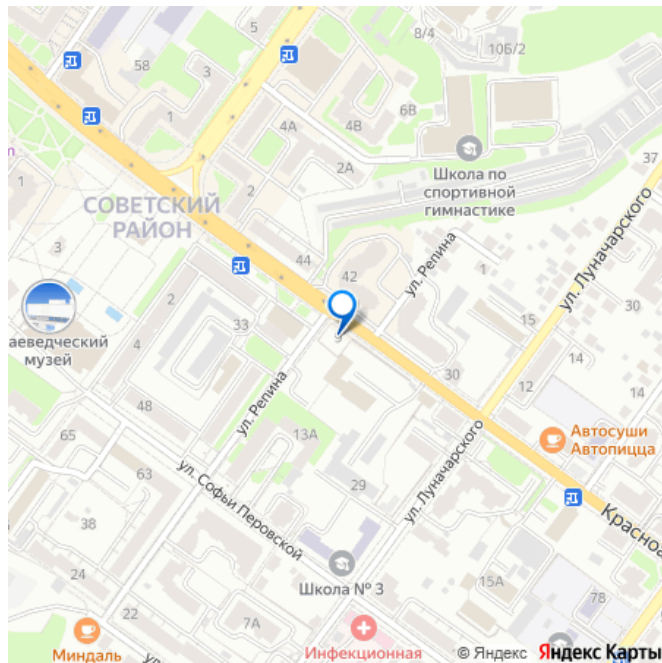 8/4
5
10Б/2
58
3
1
6В
4А
4В
37
Школа по
спортивной
гимнастике
2А
1
2
СОВЕТСКИЙ
РАЙОН
ул. Луначарского
3
44
42
ул. Репина
1
2
30
15
33
аеведческий
музей
4
14
30
12
14
48
ул. Репина
13А
65
Автосуши
Автопицца
63
ул. Софьи Перовской
29
ул. Луначарского
38
Красноа
24
Школа № 3
15А
22
7А
78
Инфекционная
Миндаль
© Яндекс Яндекс Карты